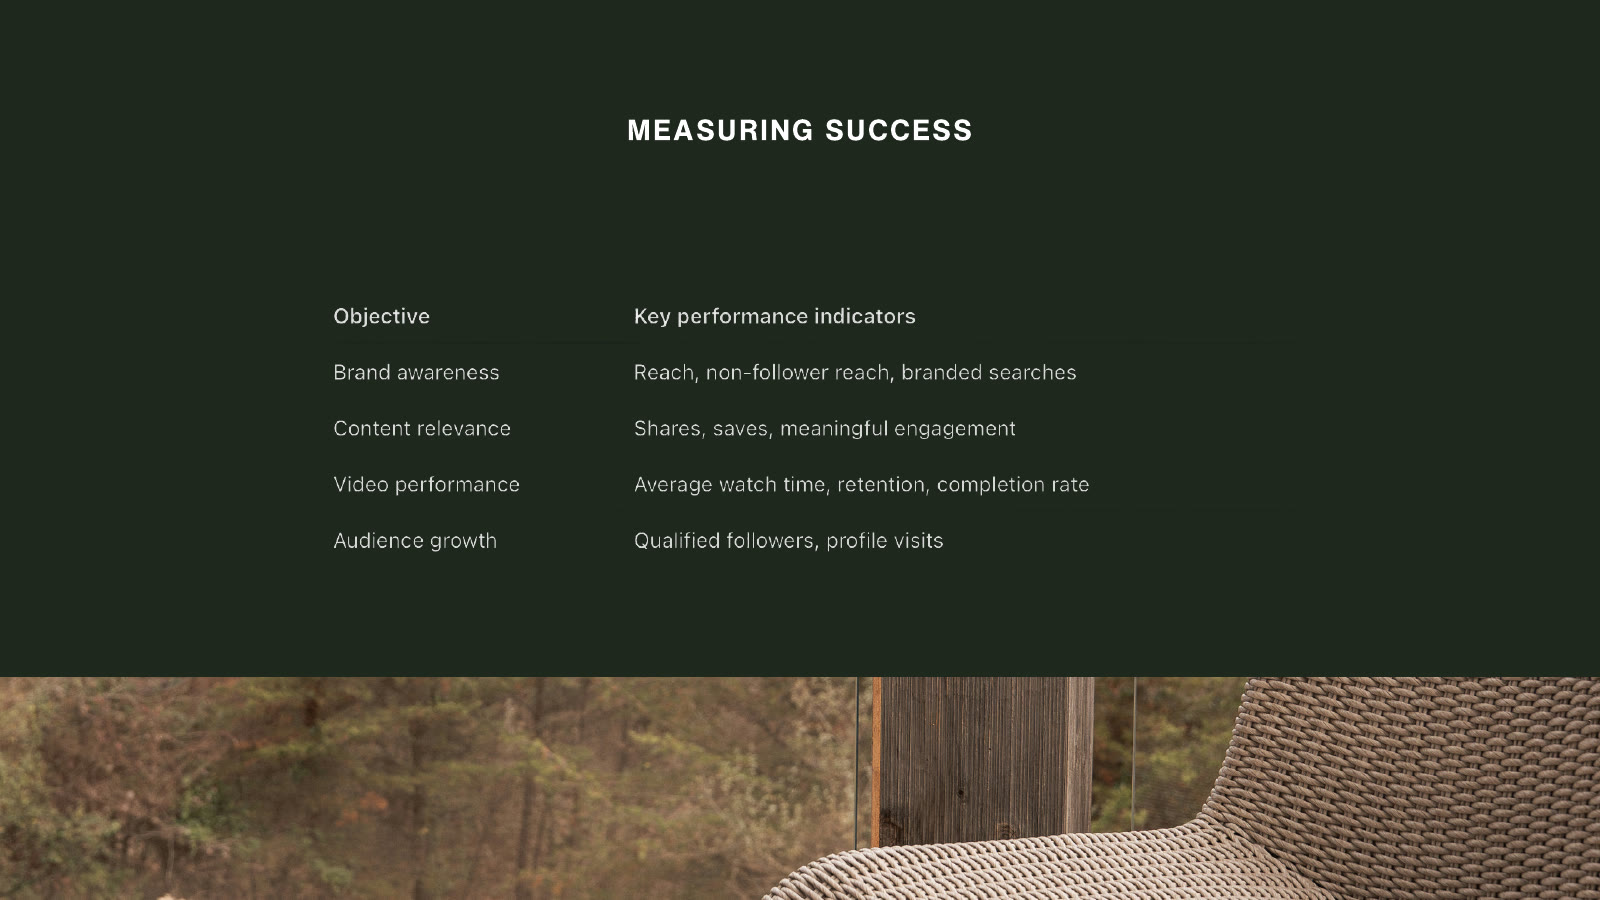 MEASURING SUCCESS
Objective Key performance indicators
Brand awareness Reach, non-follower reach, branded searches
Content relevance Shares, saves, meaningful engagement
Video performance Average watch time, retention, completion rate
Audience growth Qualified followers, profile visits